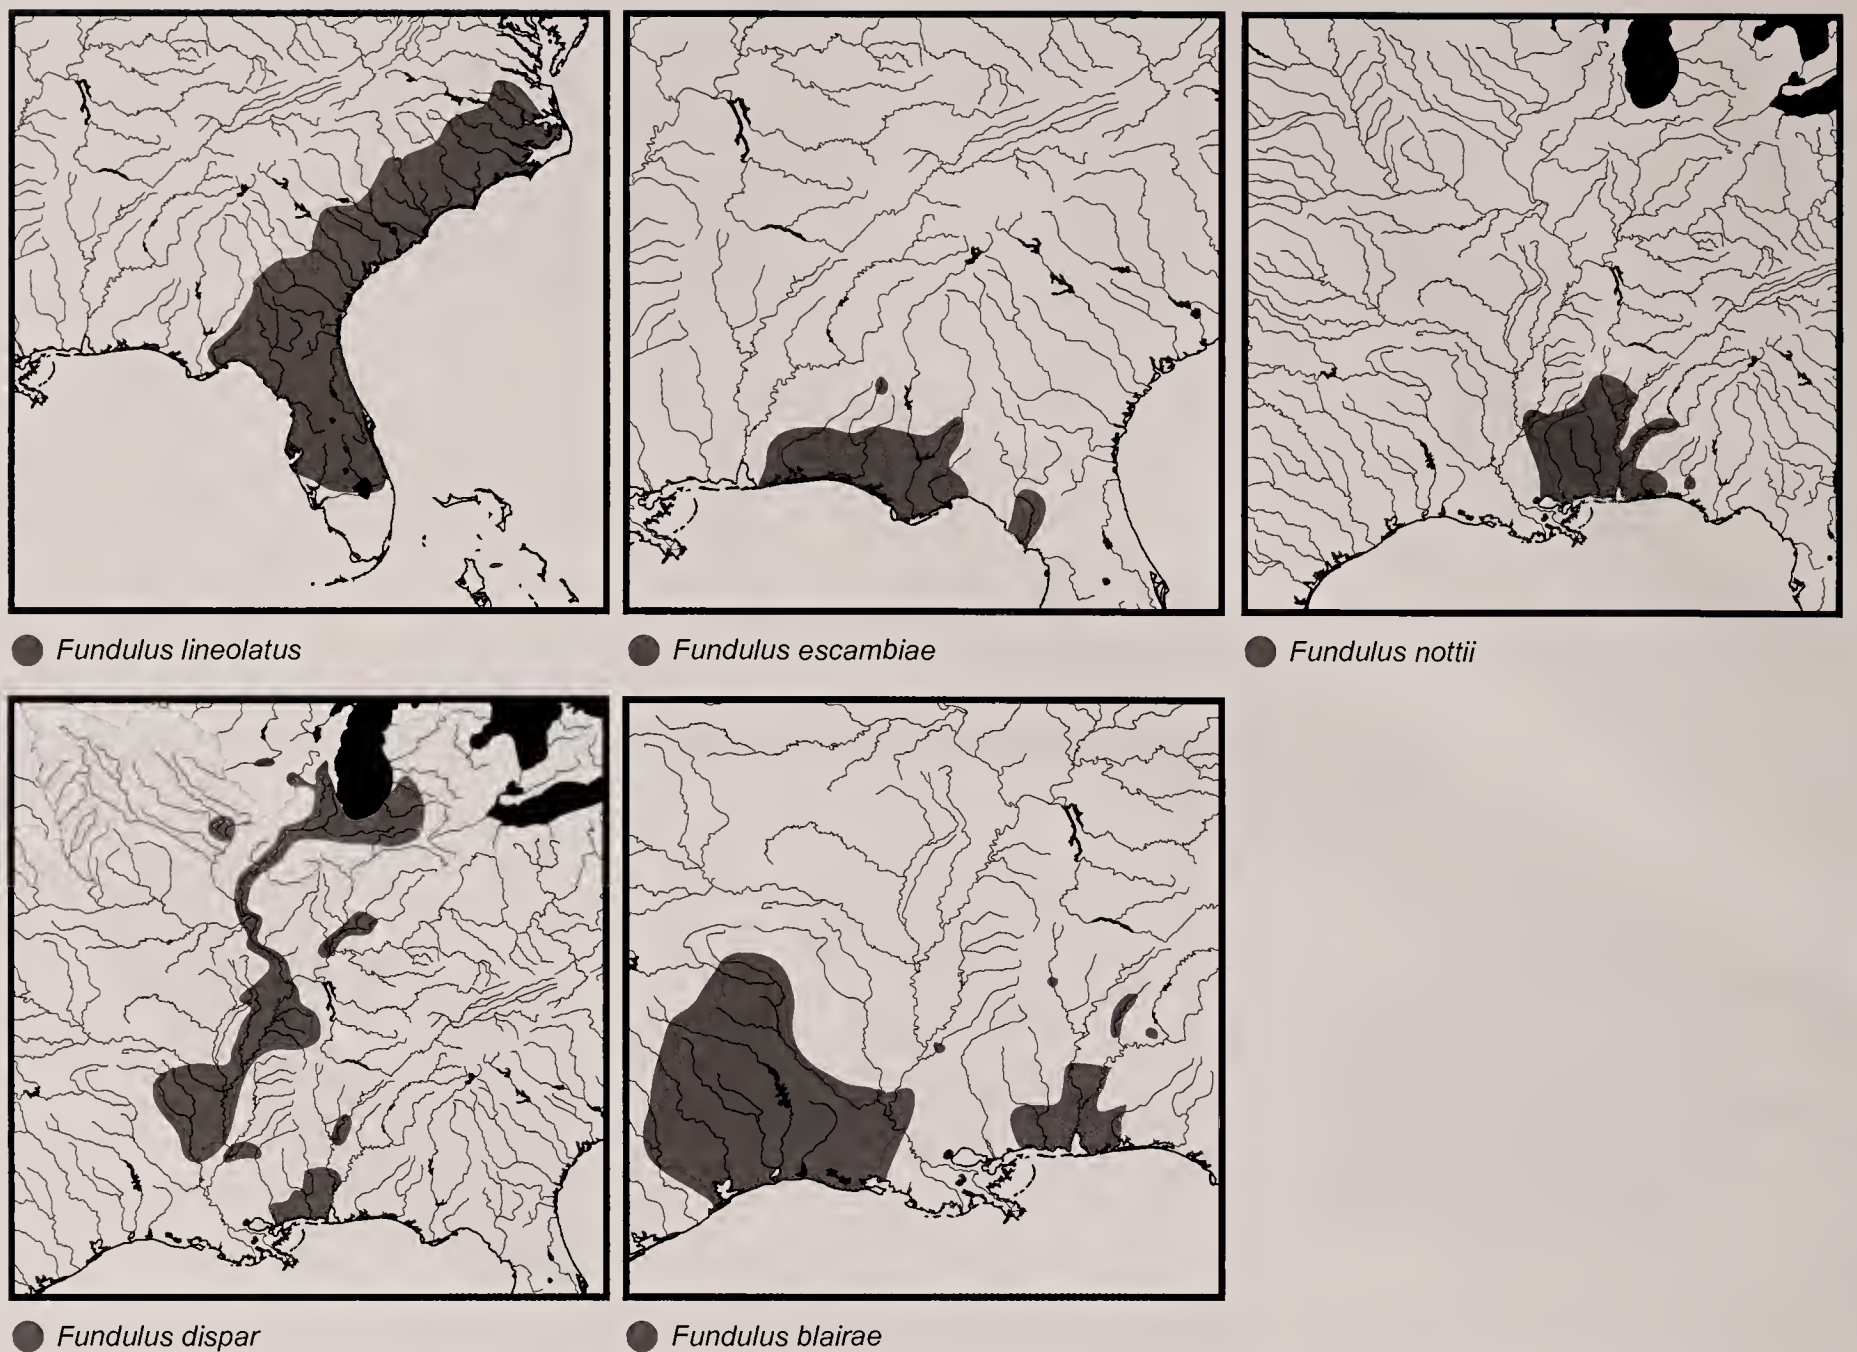 Fundulus lineolatus
Fundulus escambiae
Fundulus nottii
Fundulus dispar
Fundulus blairae